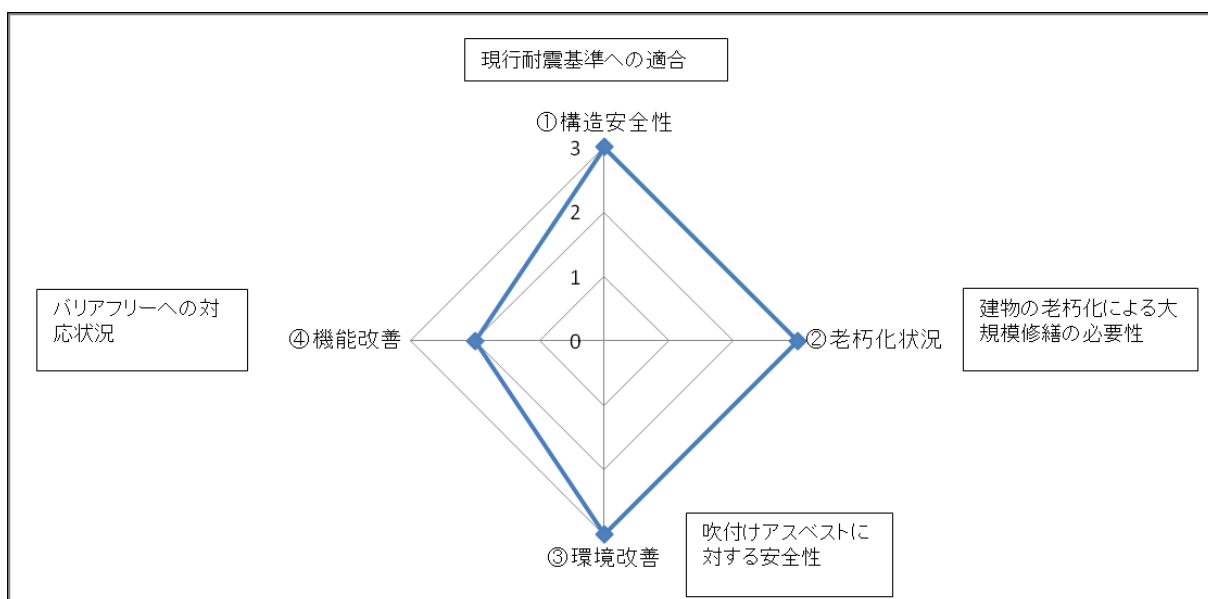 現行耐震基準への適合
①構造安全性
3
2
1
0
バリアフリーへの対
応状況
④機能改善
②老朽化状況
建物の老朽化による大
規模修繕の必要性
③環境改善
吹付けアスベストに
対する安全性